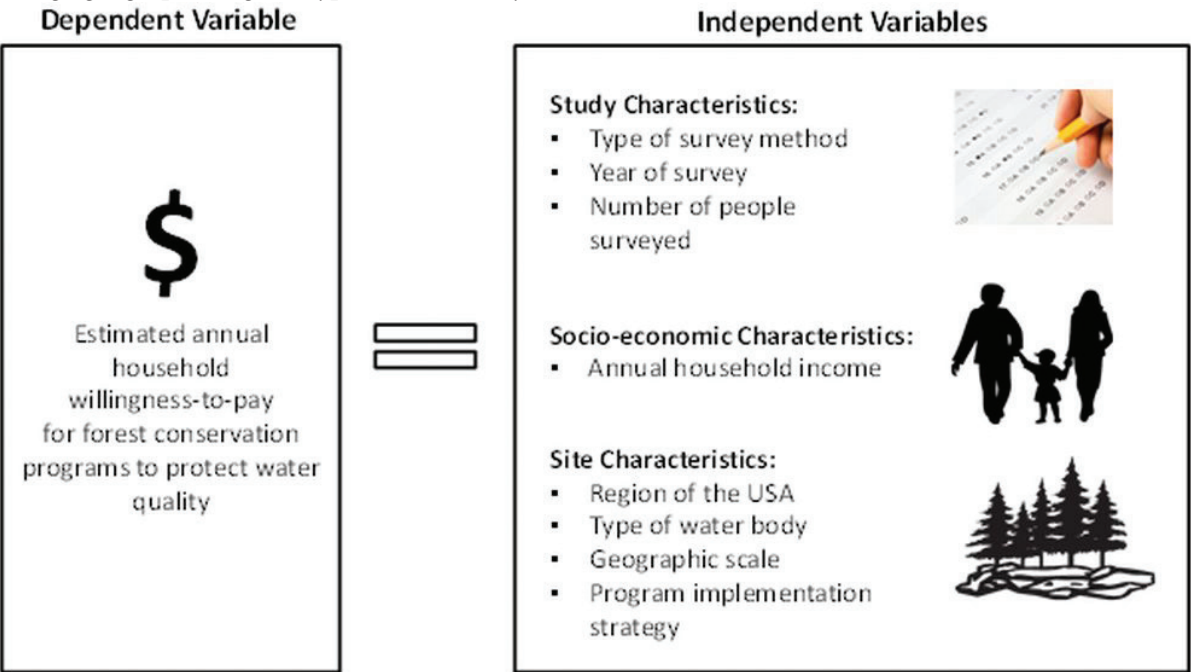 Dependent Variable
$
Estimated annual
household
willingness-to-pay
for forest conservation
programs to protect water
quality
Independent Variables
Study Characteristics:
▪ Type of survey method
▪ Year of survey
▪ Number of people
surveyed
Socio-economic Characteristics:
▪ Annual household income
Site Characteristics:
▪ Region of the USA
▪ Type of water body
▪ Geographic scale
▪ Program implementation
strategy